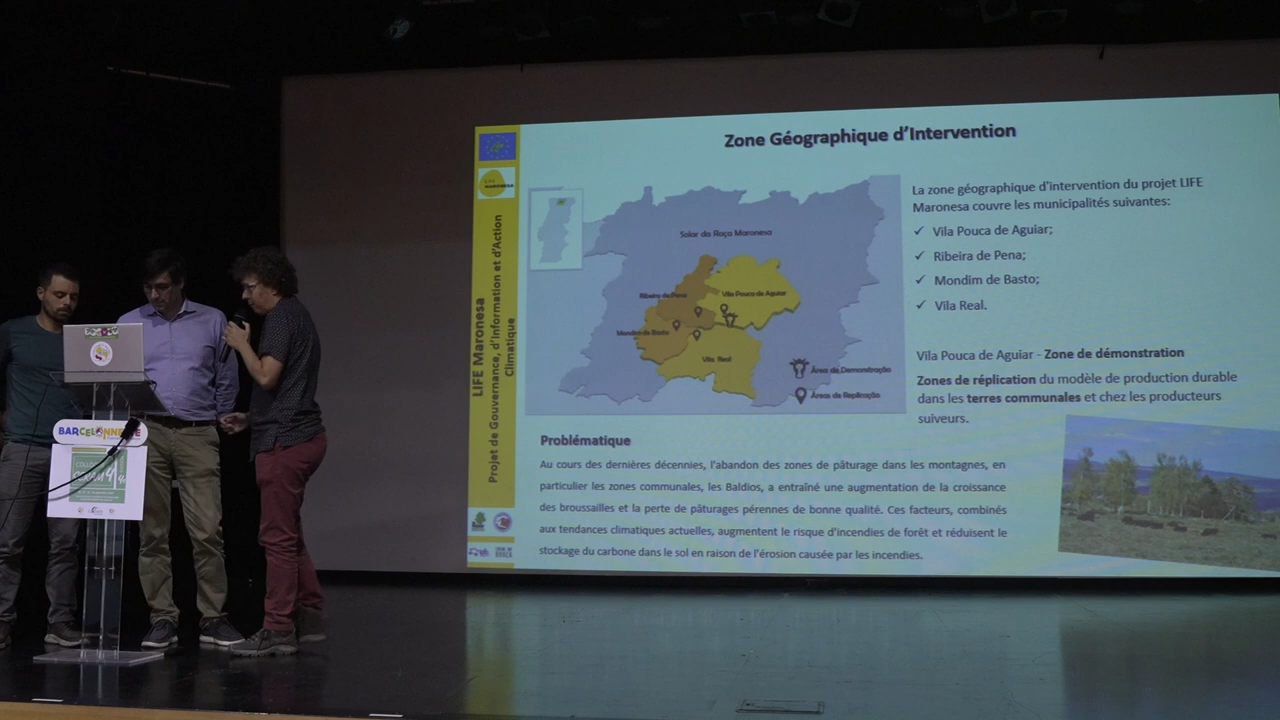 Zone Géographique d'Intervention
LIFE Maronesa
Projet de Gouvernance, d'Information et d'Action
Climatique
LIFE
MARONESA
Solar da Raça Maronesa
Ribeira de Pena
Vila Pouca de Aguiar
Mondim de Basto
Vila Real
Área de Demonstração
Áreas de Replicação
La zone géographique d'intervention du projet LIFE
Maronesa couvre les municipalités suivantes:
✓ Vila Pouca de Aguiar;
✓ Ribeira de Pena;
✓ Mondim de Basto;
✓ Vila Real.
Vila Pouca de Aguiar - Zone de démonstration
Zones de réplication du modèle de production durable
dans les terres communales et chez les producteurs
suiveurs.
Problématique
Au cours des dernières décennies, l'abandon des zones de pâturage dans les montagnes, en
particulier les zones communales, les Baldios, a entraîné une augmentation de la croissance
des broussailles et la perte de pâturages pérennes de bonne qualité. Ces facteurs, combinés
aux tendances climatiques actuelles, augmentent le risque d'incendies de forêt et réduisent le
stockage du carbone dans le sol en raison de l'érosion causée par les incendies.
BARCELONNETTE